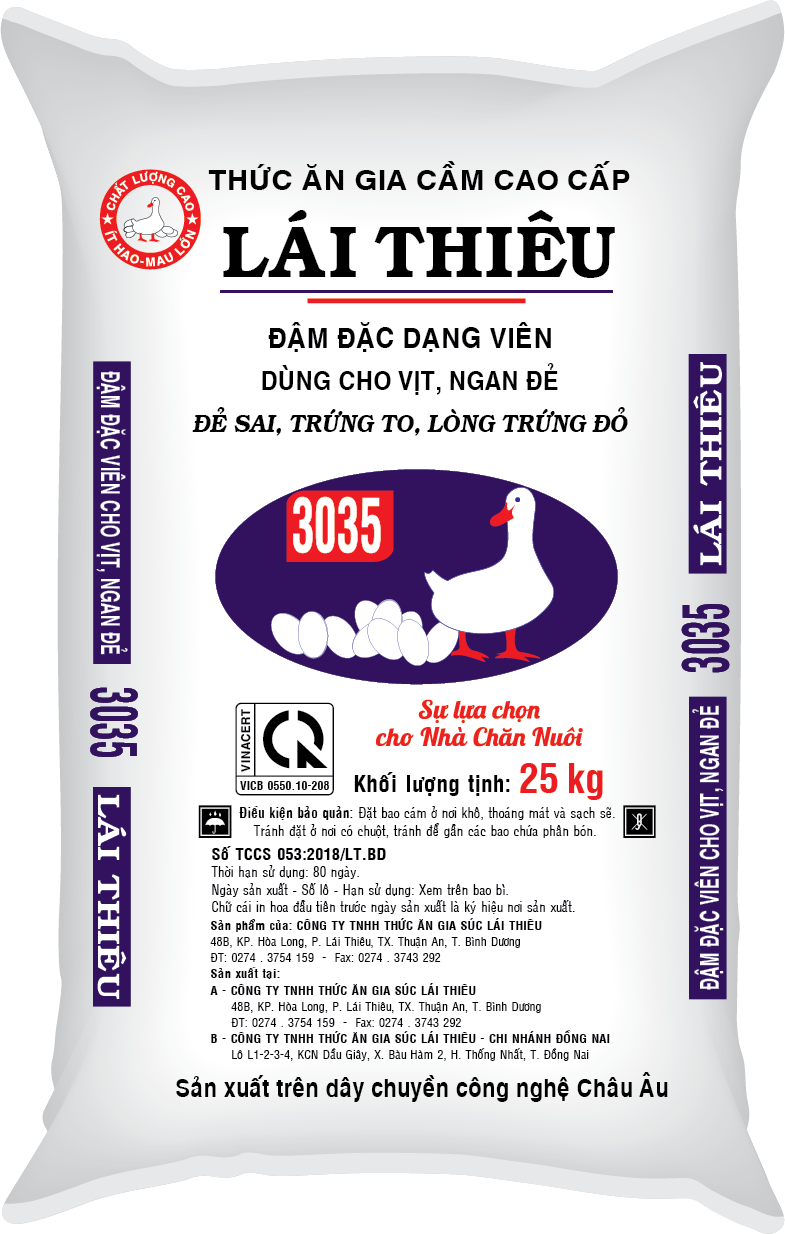 CHẤT LƯỢNG CAO
ÍT HAO-MAU LỚN
THỨC ĂN GIA CẦM CAO CẤP
LÁI THIÊU
ĐẬM ĐẶC DẠNG VIÊN
DÙNG CHO VỊT, NGAN ĐẺ
ĐẺ SAI, TRỨNG TO, LÒNG TRỨNG ĐỎ
ĐẬM ĐẶC VIÊN CHO VỊT, NGAN ĐẺ
3035
LÁI THIÊU
3035
LÁI THIÊU
3035
ĐẬM ĐẶC VIÊN CHO VỊT, NGAN ĐẺ
VINACERT
VICB 0550.10-208
Sự lựa chọn
cho Nhà Chăn Nuôi
Khối lượng tịnh: 25 kg
Điều kiện bảo quản: Đặt bao cám ở nơi khô, thoáng mát và sạch sẽ.
Tránh đặt ở nơi có chuột, tránh để gần các bao chứa phân bón.
Số TCCS 053:2018/LT.BD
Thời hạn sử dụng: 80 ngày.
Ngày sản xuất - Số lô - Hạn sử dụng: Xem trên bao bì.
Chữ cái in hoa đầu tiên trước ngày sản xuất là ký hiệu nơi sản xuất.
Sản phẩm của: CÔNG TY TNHH THỨC ĂN GIA SÚC LÁI THIÊU
48B, KP. Hòa Long, P. Lái Thiêu, TX. Thuận An, T. Bình Dương
ĐT: 0274 . 3754 159 - Fax: 0274 . 3743 292
Sản xuất tại:
A - CÔNG TY TNHH THỨC ĂN GIA SÚC LÁI THIÊU
48B, KP. Hòa Long, P. Lái Thiêu, TX. Thuận An, T. Bình Dương
ĐT: 0274 . 3754 159 - Fax: 0274 . 3743 292
B - CÔNG TY TNHH THỨC ĂN GIA SÚC LÁI THIÊU - CHI NHÁNH ĐỒNG NAI
Lô L1-2-3-4, KCN Dầu Giây, X. Bàu Hàm 2, H. Thống Nhất, T. Đồng Nai
Sản xuất trên dây chuyền công nghệ Châu Âu